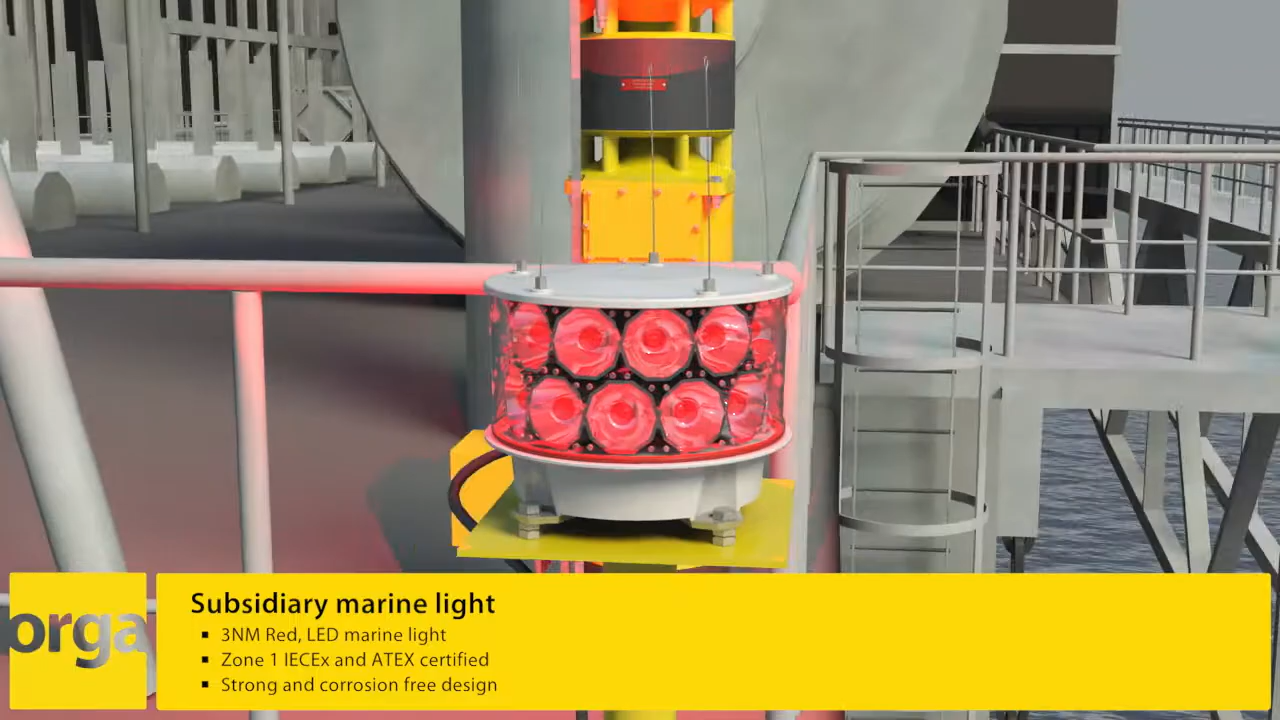 orga
Subsidiary marine light
3NM Red, LED marine light
Zone 1 IECEx and ATEX certified
Strong and corrosion free design